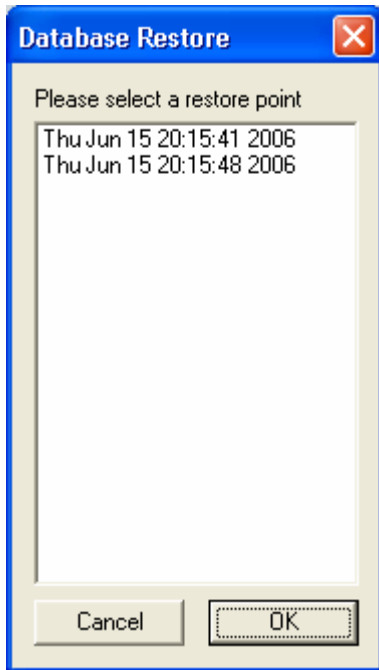 Database Restore
Please select a restore point
Thu Jun 15 20:15:41 2006
Thu Jun 15 20:15:48 2006
Cancel OK